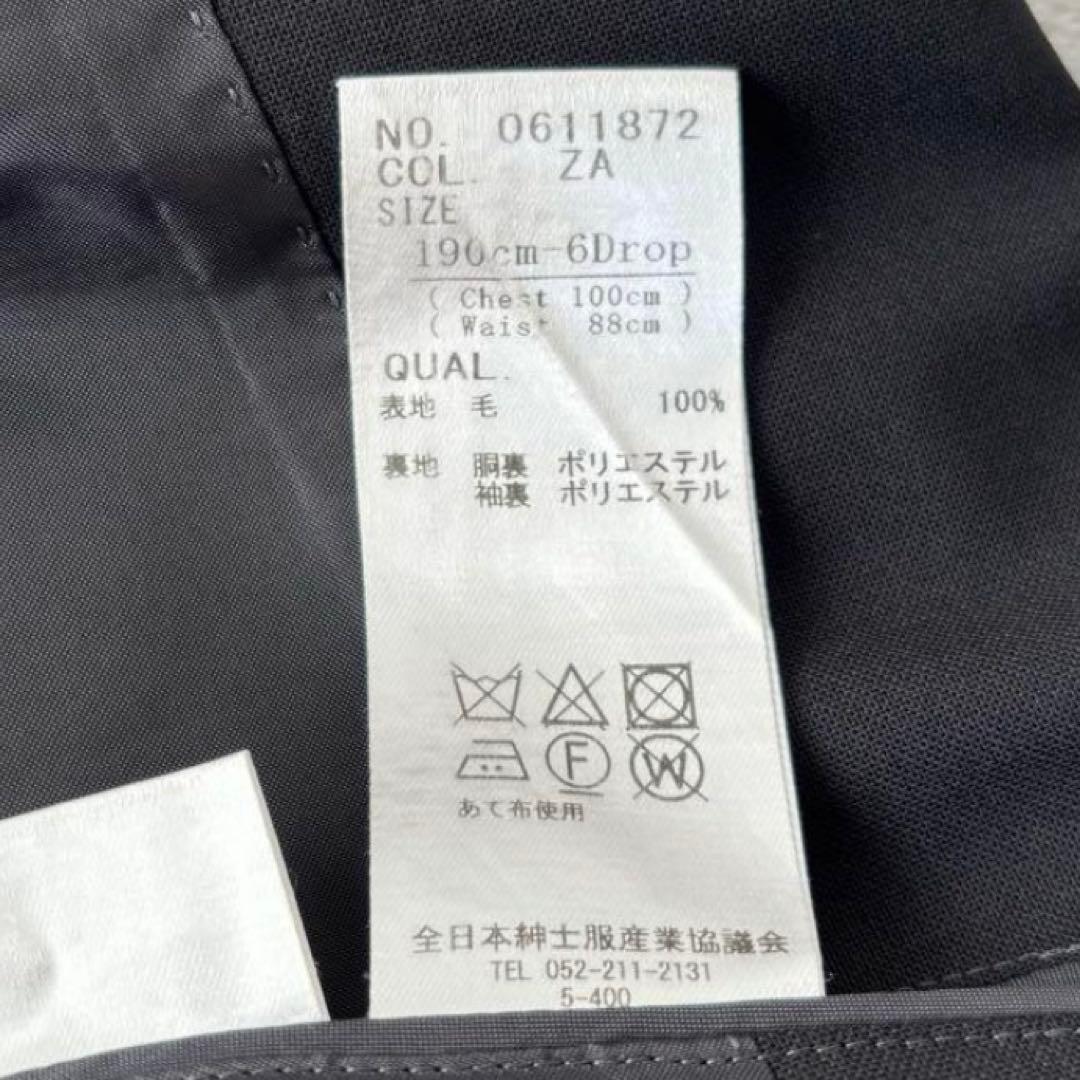 NO. 0611872
COL. ZA
SIZE
190cm-6Drop
( Chest 100cm )
( Waist 88cm )
QUAL.
表地 毛 100%
裏地 胴裏 ポリエステル
袖裏 ポリエステル
F
W
あて布使用
全日本紳士服産業協議会
TEL 052-211-2131
5-400